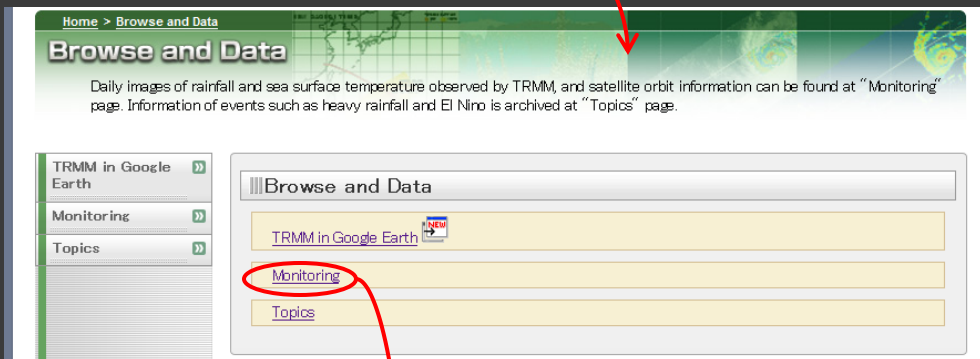 Home > Browse and Data
Browse and Data
Daily images of rainfall and sea surface temperature observed by TRMM, and satellite orbit information can be found at "Monitoring"
page. Information of events such as heavy rainfall and El Nino is archived at "Topics" page.
TRMM in Google
Earth
Monitoring
Topics
Browse and Data
TRMM in Google Earth NEW
Monitoring
Topics